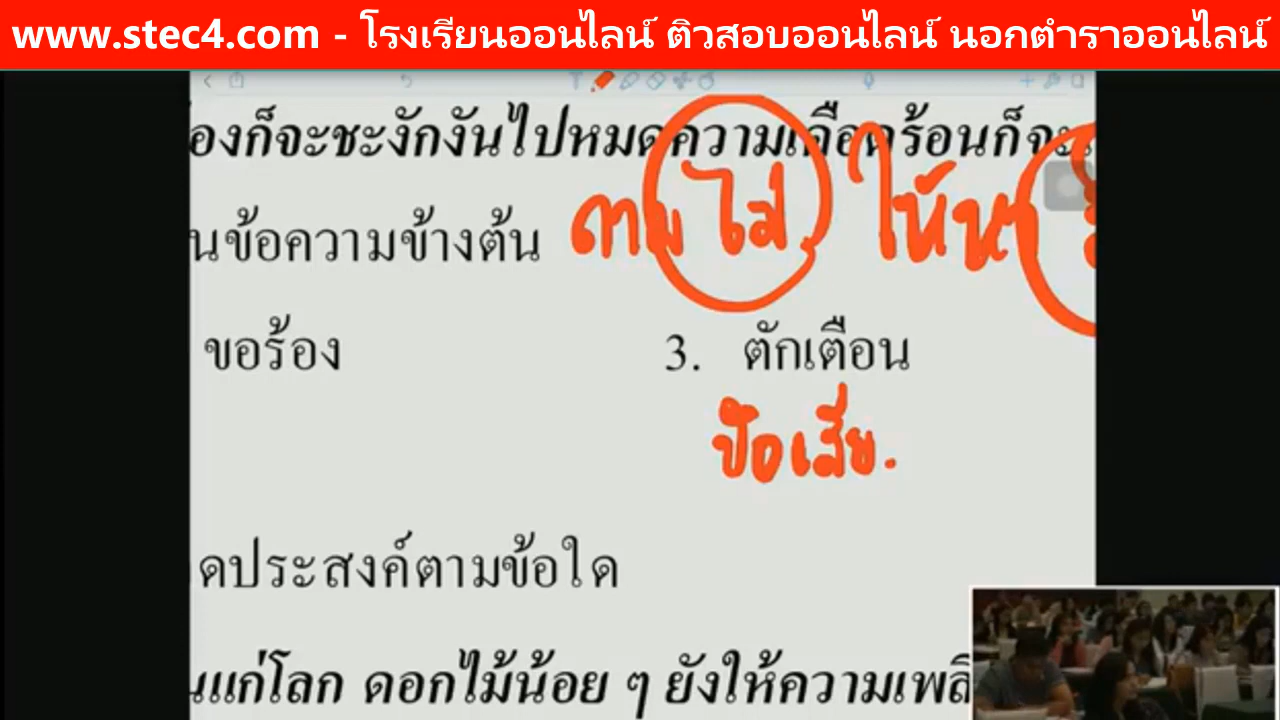 www.stec4.com - โรงเรียนออนไลน์ ติวสอบออนไลน์ นอกตำราออนไลน์
องก็จะชะงักงันไปหมดความเดือดร้อนก็จะ
นข้อความข้างต้น ไม่ ให้
ขอร้อง 3. ตักเตือน
ข้อเสีย.
ดประสงค์ตามข้อใด
นแก่โลก ดอกไม้น้อย ๆ ยังให้ความเพลิ